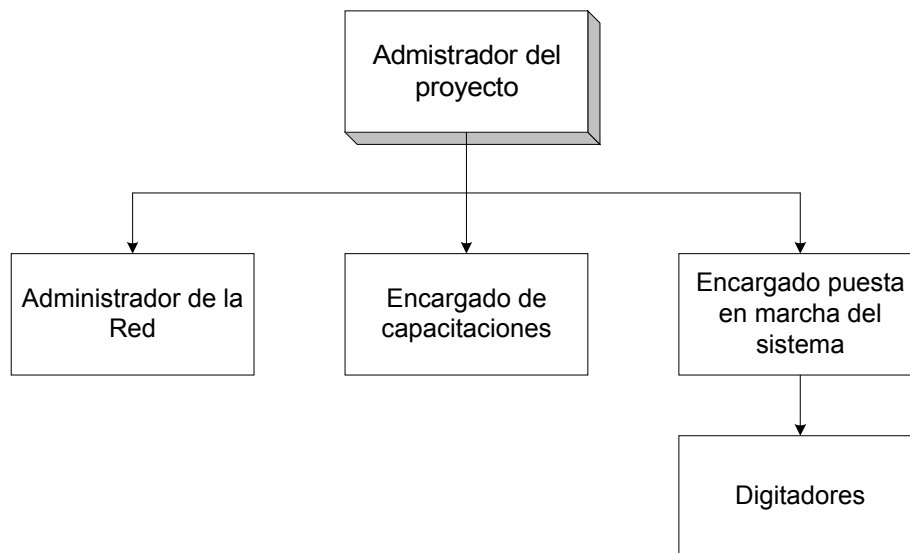 Admistrador del
proyecto
Administrador de la
Red
Encargado de
capacitaciones
Encargado puesta
en marcha del
sistema
Digitadores